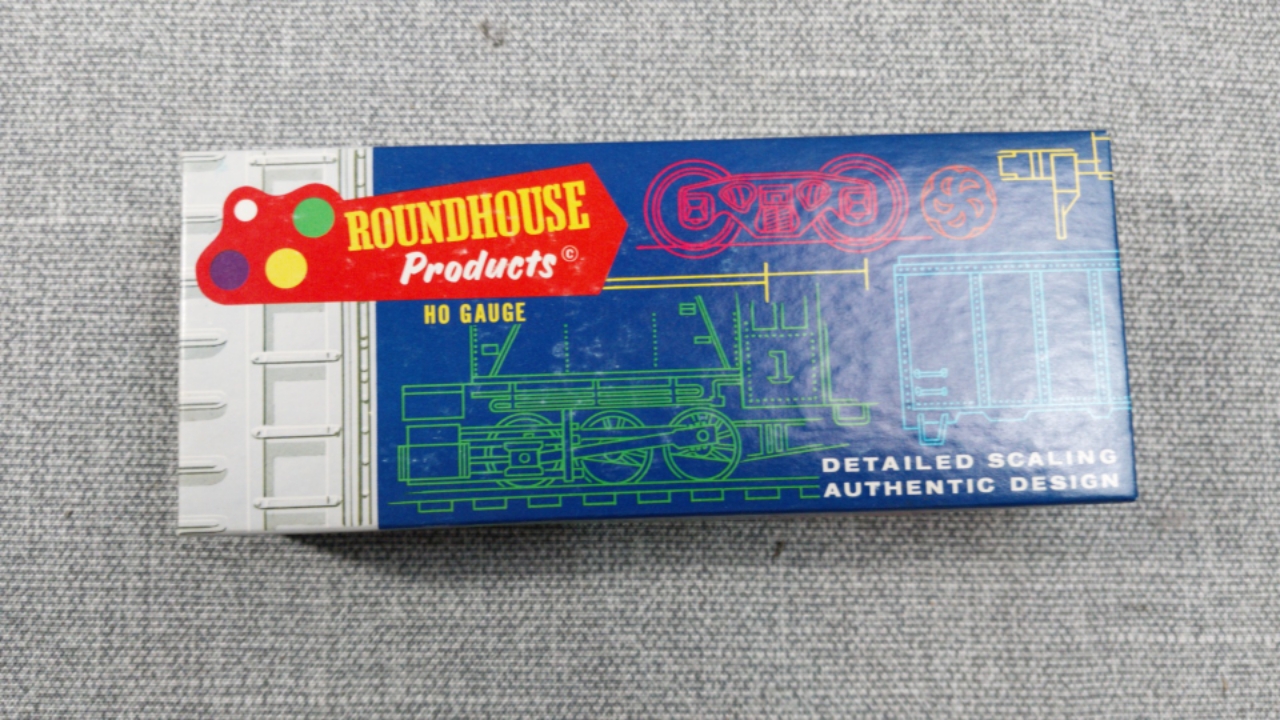 ROUNDHOUSE
Products©
HO GAUGE
1
DETAILED SCALING
AUTHENTIC DESIGN